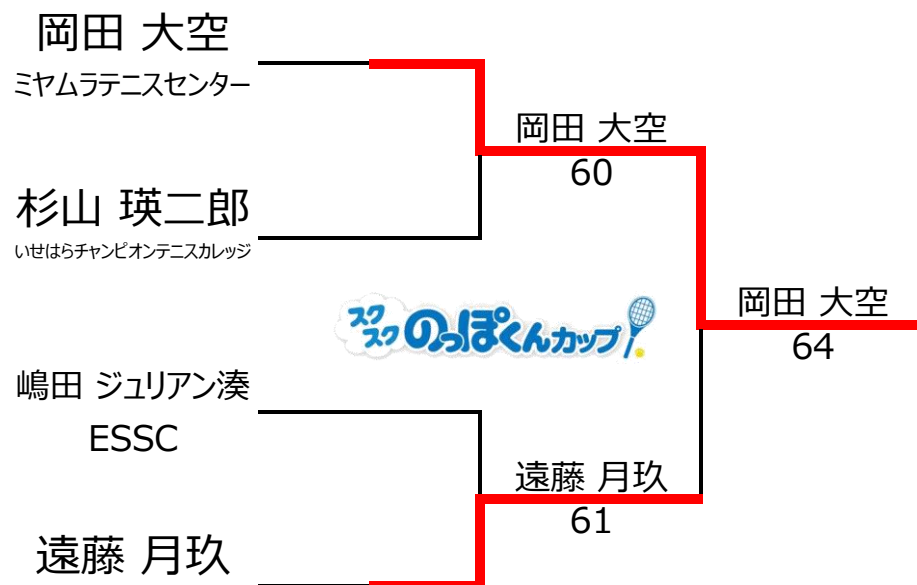 岡田 大空
ミヤムラテニスセンター
岡田 大空
60
杉山 瑛二郎
いせはらチャンピオンテニスカレッジ
スクスクのっぽくんカップ
岡田 大空
64
嶋田 ジュリアン湊
ESSC
遠藤 月玖
61
遠藤 月玖